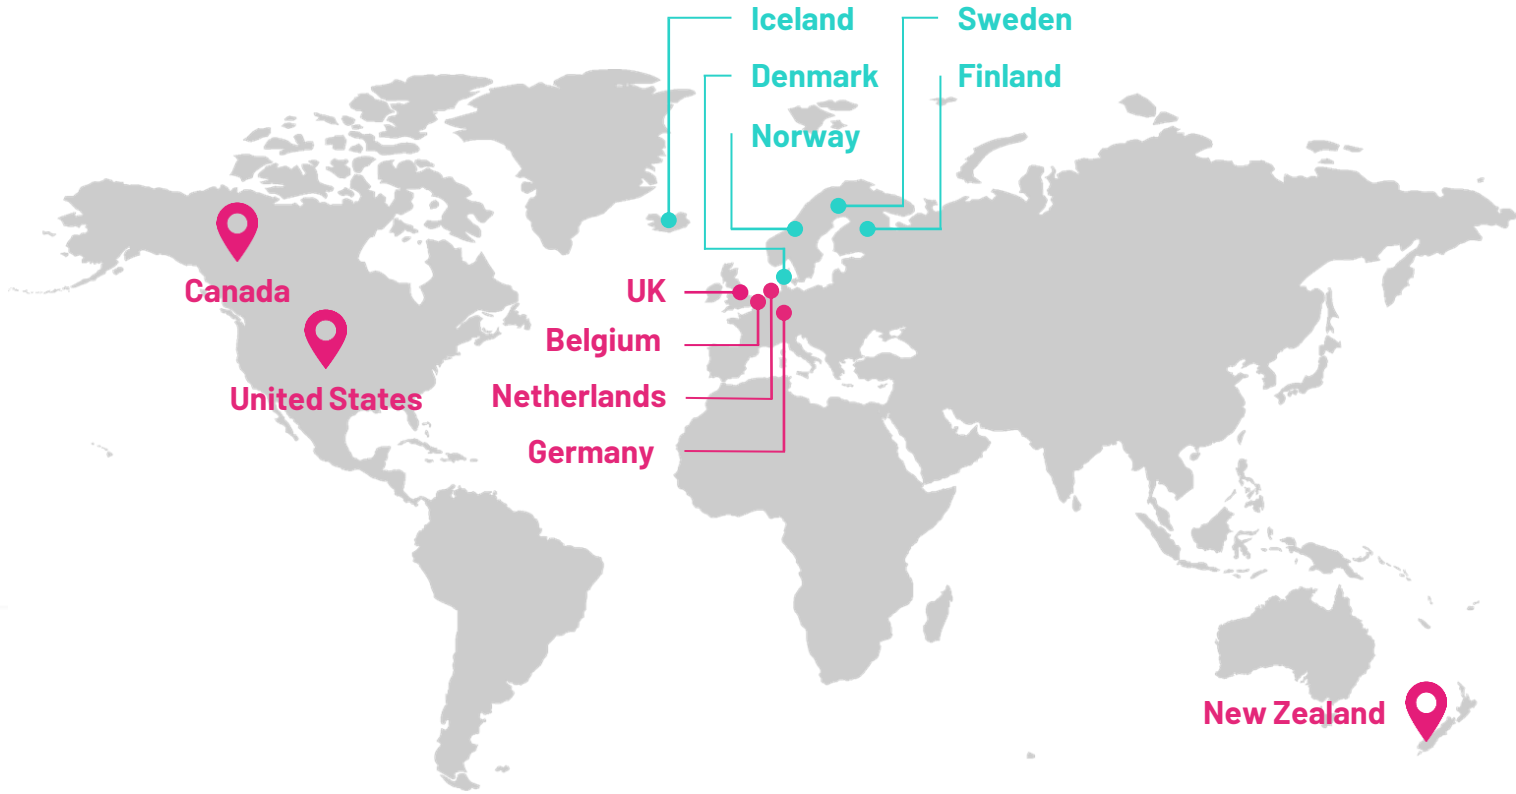 Iceland
Sweden
Denmark
Finland
Norway
Canada
UK
Belgium
United States
Netherlands
Germany
New Zealand